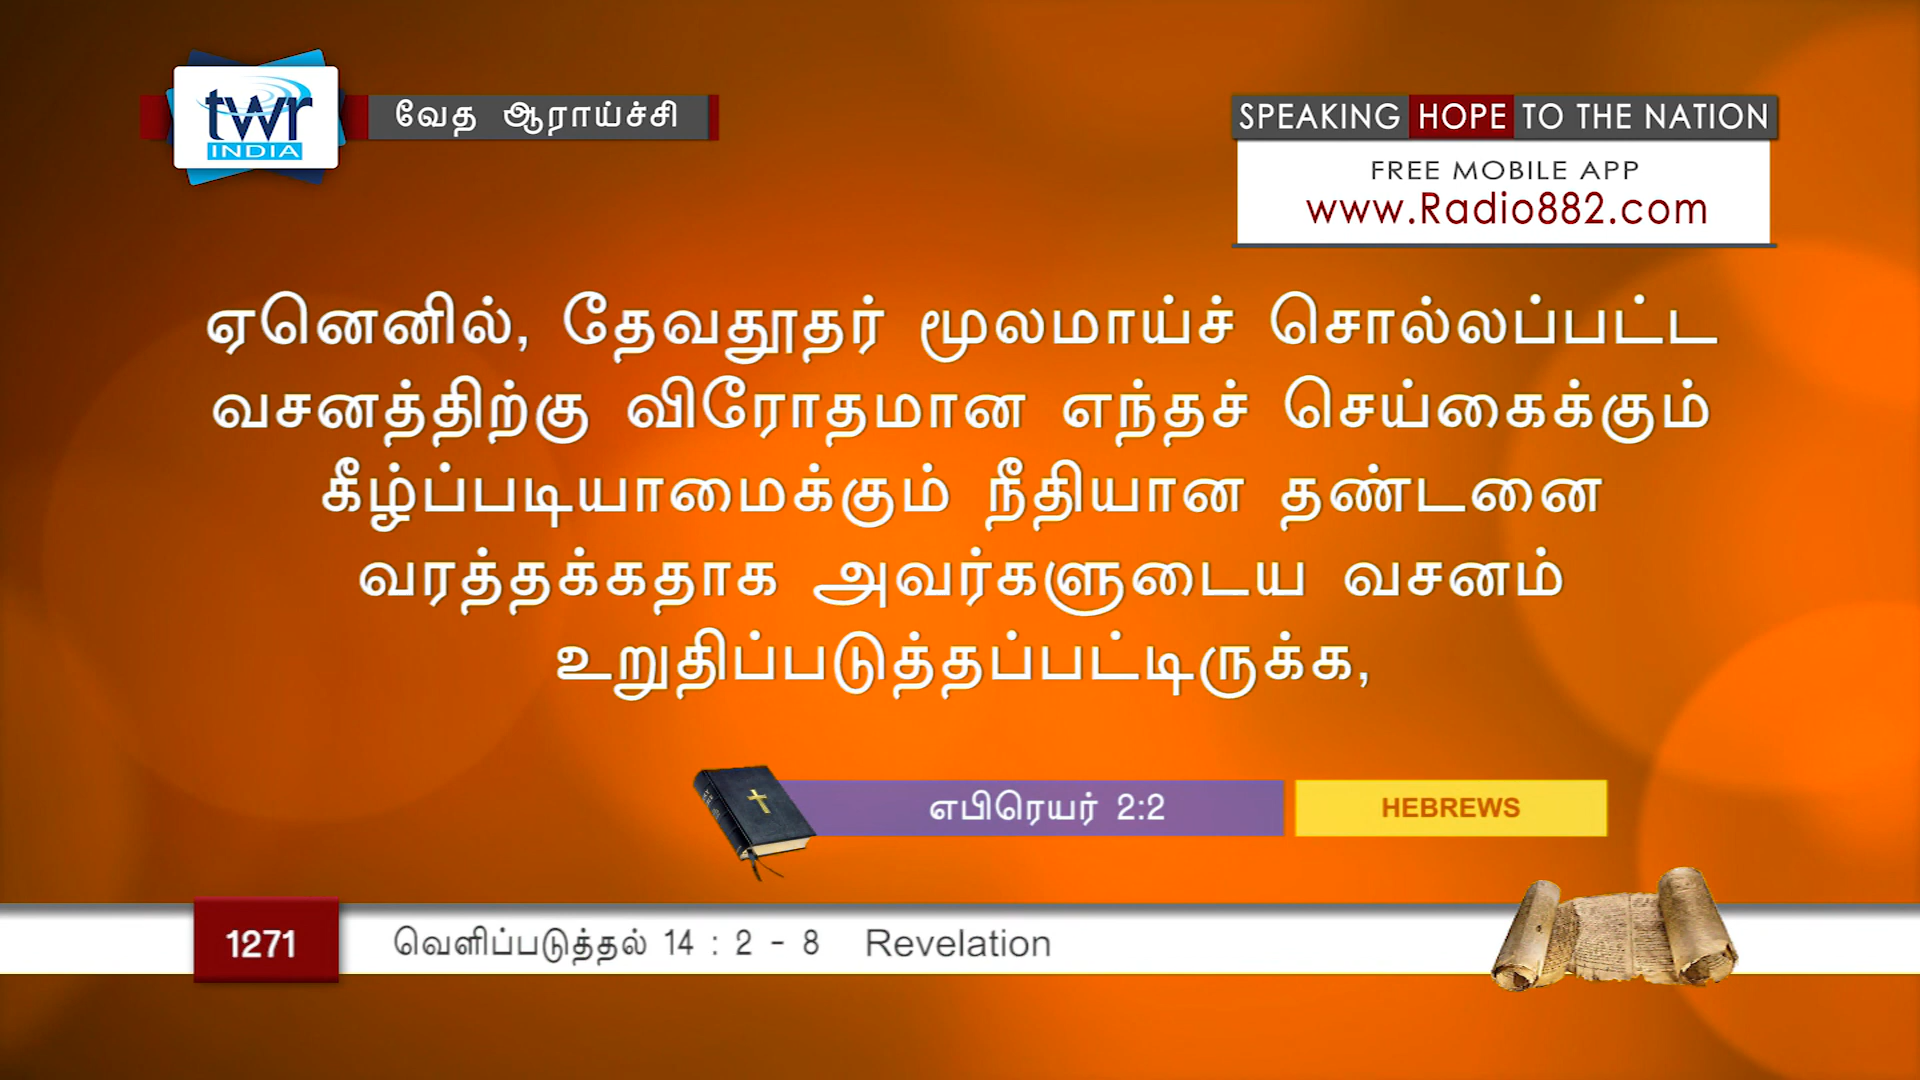 twr
INDIA
வேத ஆராய்ச்சி
SPEAKING HOPE TO THE NATION
FREE MOBILE APP
www.Radio882.com
ஏனெனில், தேவதூதர் மூலமாய்ச் சொல்லப்பட்ட
வசனத்திற்கு விரோதமான எந்தச் செய்கைக்கும்
கீழ்ப்படியாமைக்கும் நீதியான தண்டனை
வரத்தக்கதாக அவர்களுடைய வசனம்
உறுதிப்படுத்தப்பட்டிருக்க,
எபிரெயர் 2:2
HEBREWS
1271
வெளிப்படுத்தல் 14 : 2 - 8 Revelation